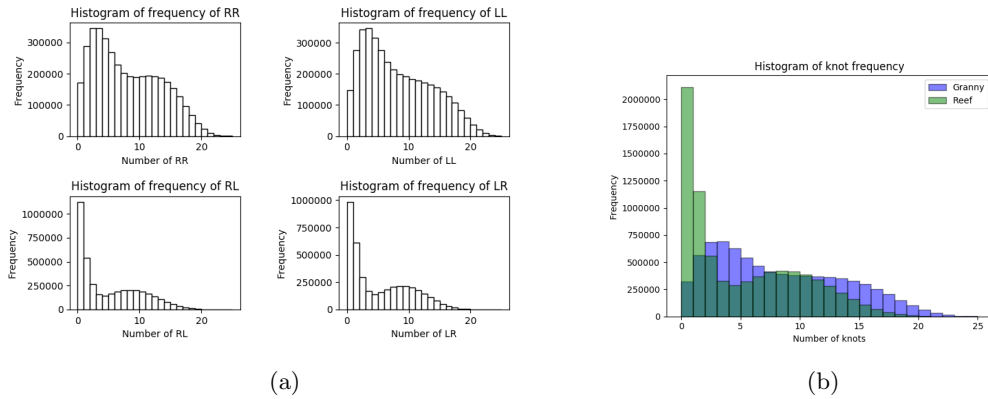 Histogram of frequency of RR
Frequency
300000
200000
100000
0
0 10 20
Number of RR
Histogram of frequency of LL
Frequency
300000
200000
100000
0
0 10 20
Number of LL
Histogram of frequency of RL
Frequency
1000000
750000
500000
250000
0
0 10 20
Number of RL
Histogram of frequency of LR
Frequency
1000000
750000
500000
250000
0
0 10 20
Number of LR
(a)
Histogram of knot frequency
Granny
Reef
Frequency
2000000
1750000
1500000
1250000
1000000
750000
500000
250000
0
0 5 10 15 20 25
Number of knots
(b)